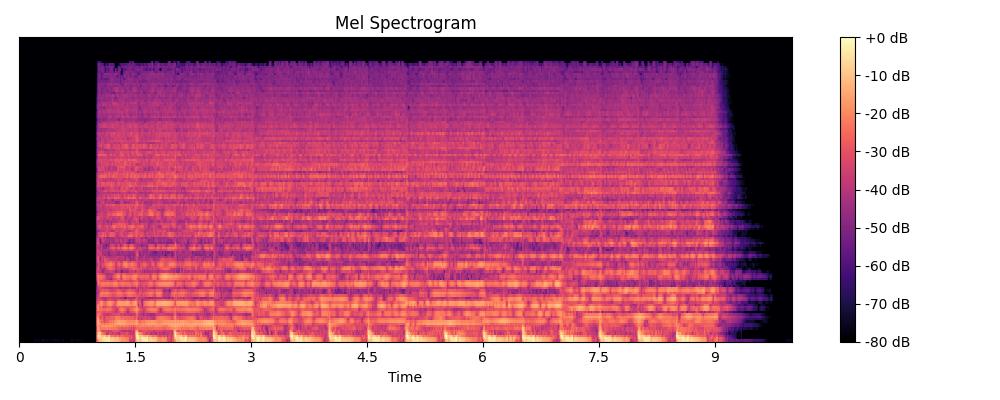 Mel Spectrogram
+0 dB
-10 dB
-20 dB
-30 dB
-40 dB
-50 dB
-60 dB
-70 dB
-80 dB
0 1.5 3 4.5 6 7.5 9
Time